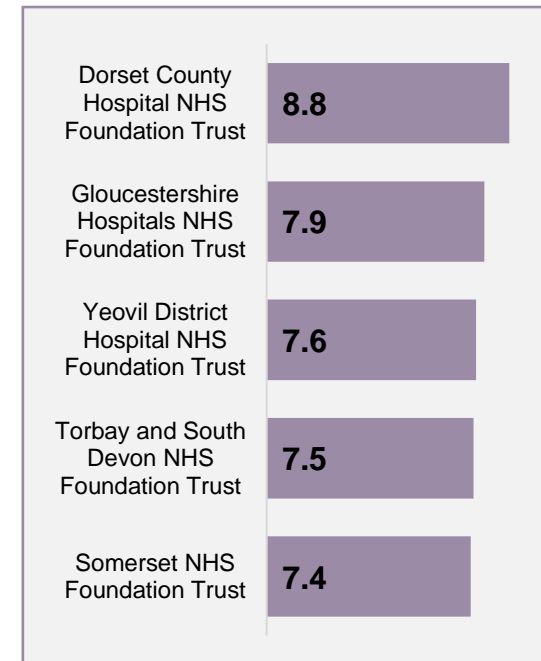 Dorset County
Hospital NHS
Foundation Trust
8.8
Gloucestershire
Hospitals NHS
Foundation Trust
7.9
Yeovil District
Hospital NHS
Foundation Trust
7.6
Torbay and South
Devon NHS
Foundation Trust
7.5
Somerset NHS
Foundation Trust
7.4